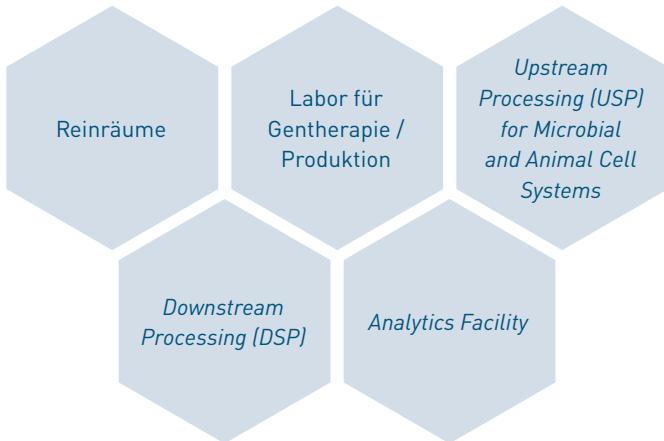 Reinräume
Labor für
Gentherapie /
Produktion
Upstream
Processing (USP)
for Microbial
and Animal Cell
Systems
Downstream
Processing (DSP)
Analytics Facility